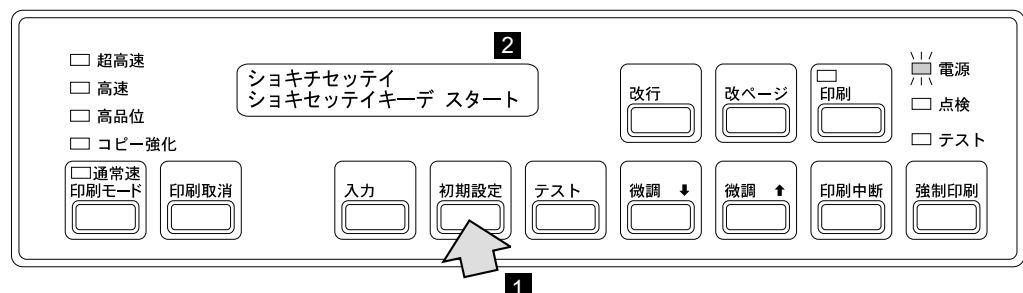 2
超高速
高速
高品位
コピー強化
ショキチセッテイ
ショキセッテイキーデ スタート
改行
改ページ
印刷
電源
点検
テスト
通常速
印刷モード
印刷取消
入力
初期設定
テスト
微調 ⬇
微調 ⬆
印刷中断
強制印刷
1